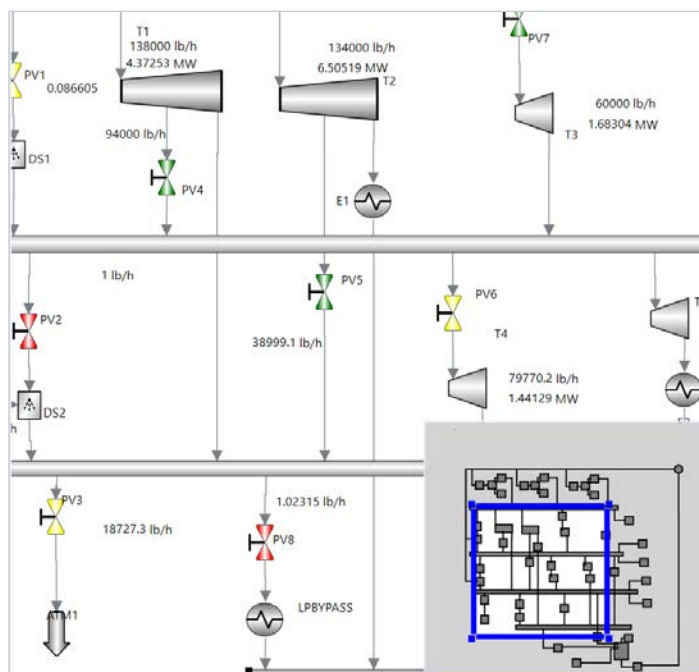 T1
138000 lb/h
4.37253 MW
134000 lb/h
6.50519 MW
T2
PV7
PV1
0.086605
60000 lb/h
1.68304 MW
T3
94000 lb/h
DS1
PV4
E1
1 lb/h
PV5
PV6
PV2
T4
38999.1 lb/h
79770.2 lb/h
1.44129 MW
DS2
PV3
1.02315 lb/h
18727.3 lb/h
PV8
ATM1
LPBYPASS